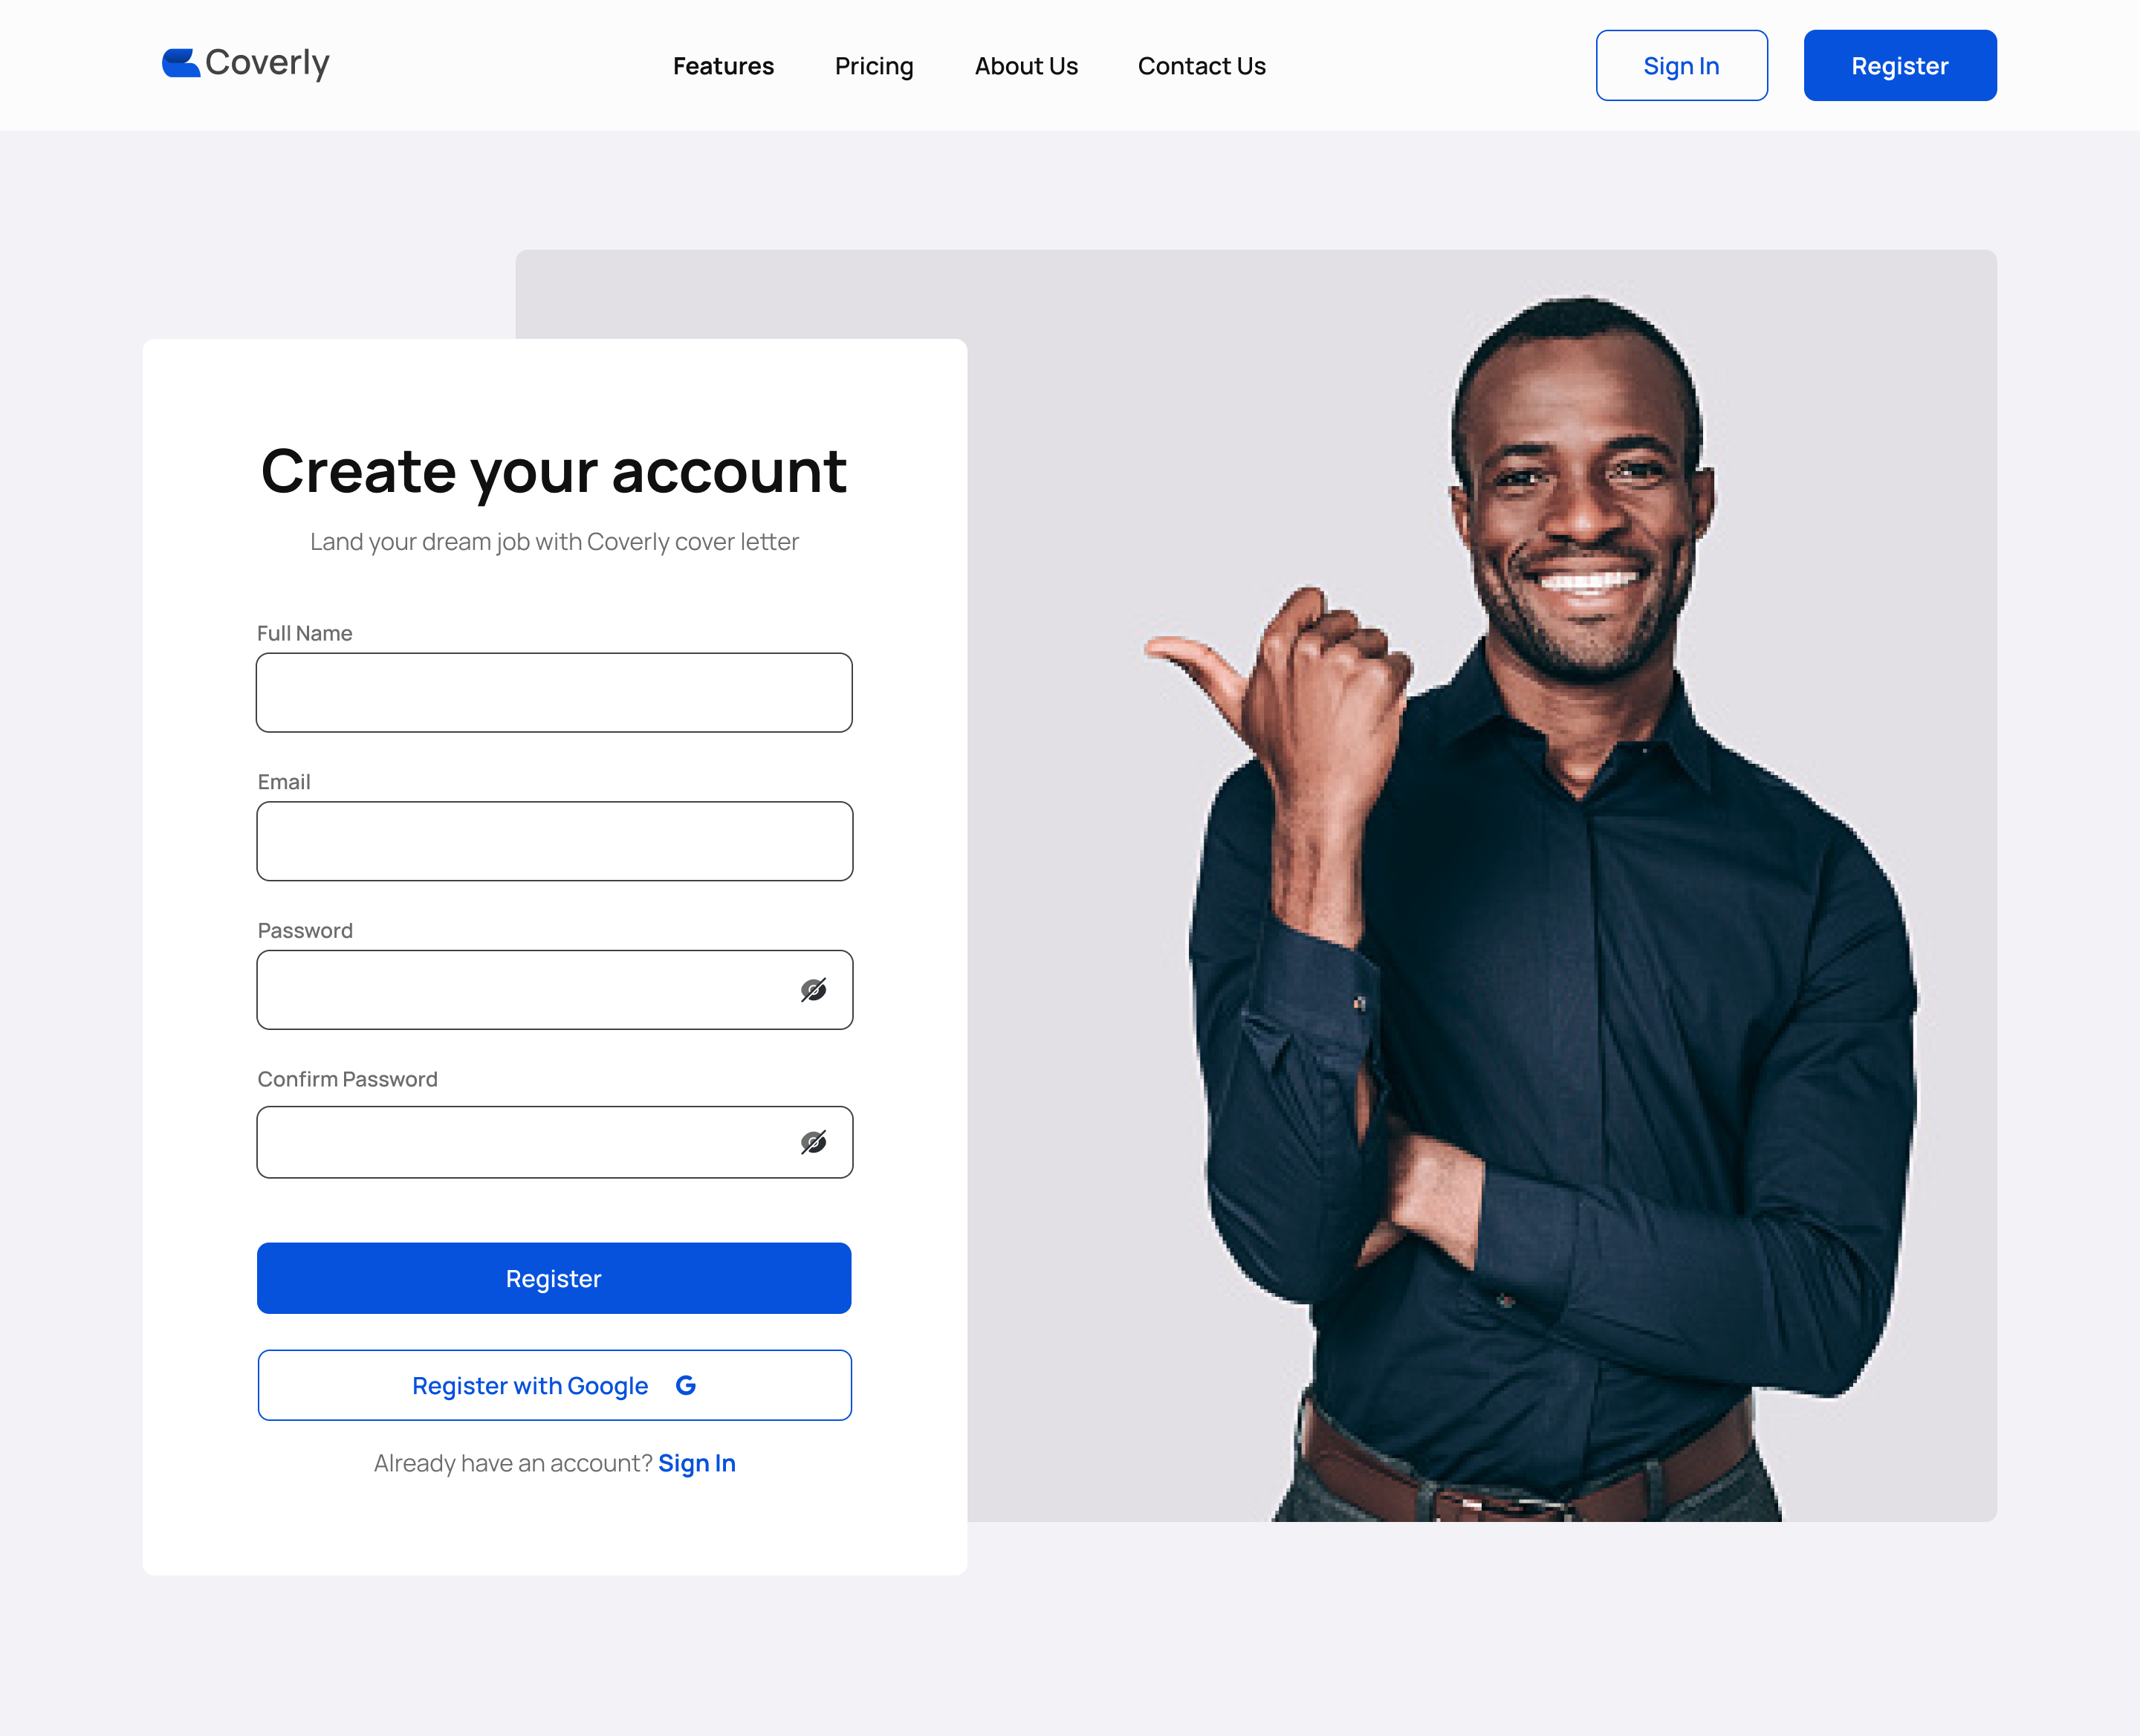 Coverly
Features
Pricing
About Us
Contact Us
Sign In
Register
Create your account
Land your dream job with Coverly cover letter
Full Name
Email
Password
Confirm Password
Register
Register with Google G
Already have an account? Sign In